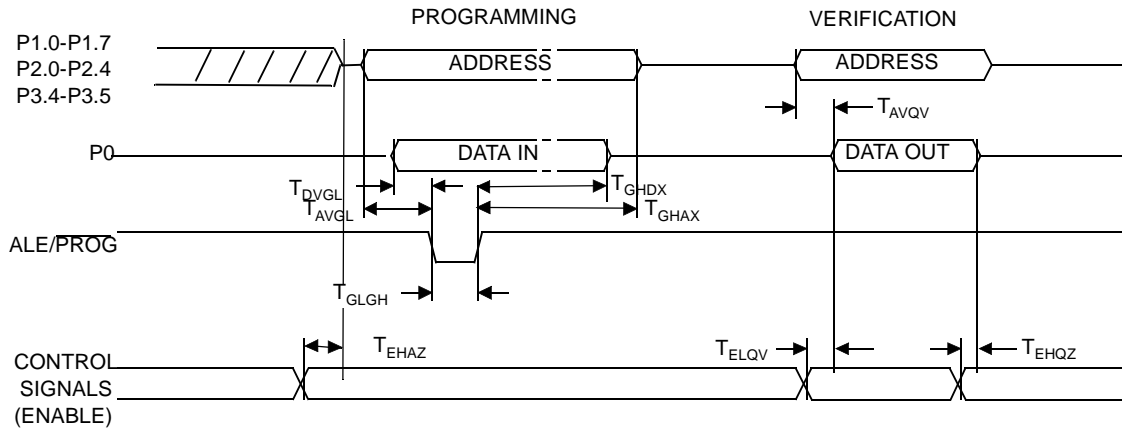 PROGRAMMING
VERIFICATION
P1.0-P1.7
P2.0-P2.4
P3.4-P3.5
ADDRESS
ADDRESS
TAVQV
P0
DATA IN
DATA OUT
TDVGL
TGHDX
TAVGL
TGHAX
ALE/PROG
TGLGH
TEHAZ
TELQV
TEHQZ
CONTROL
SIGNALS
(ENABLE)